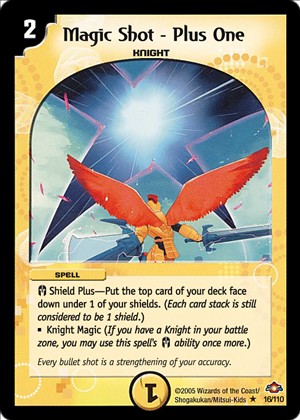 2
Magic Shot - Plus One
KNIGHT
SPELL
Shield Plus—Put the top card of your deck face
down under 1 of your shields. (Each card stack is still
considered to be 1 shield.)
▪ Knight Magic (If you have a Knight in your battle
zone, you may use this spell's ability once more.)
Every bullet shot is a strengthening of your accuracy.
©2005 Wizards of the Coast/
Shogakukan/Mitsui-Kids ★ 16/110
1